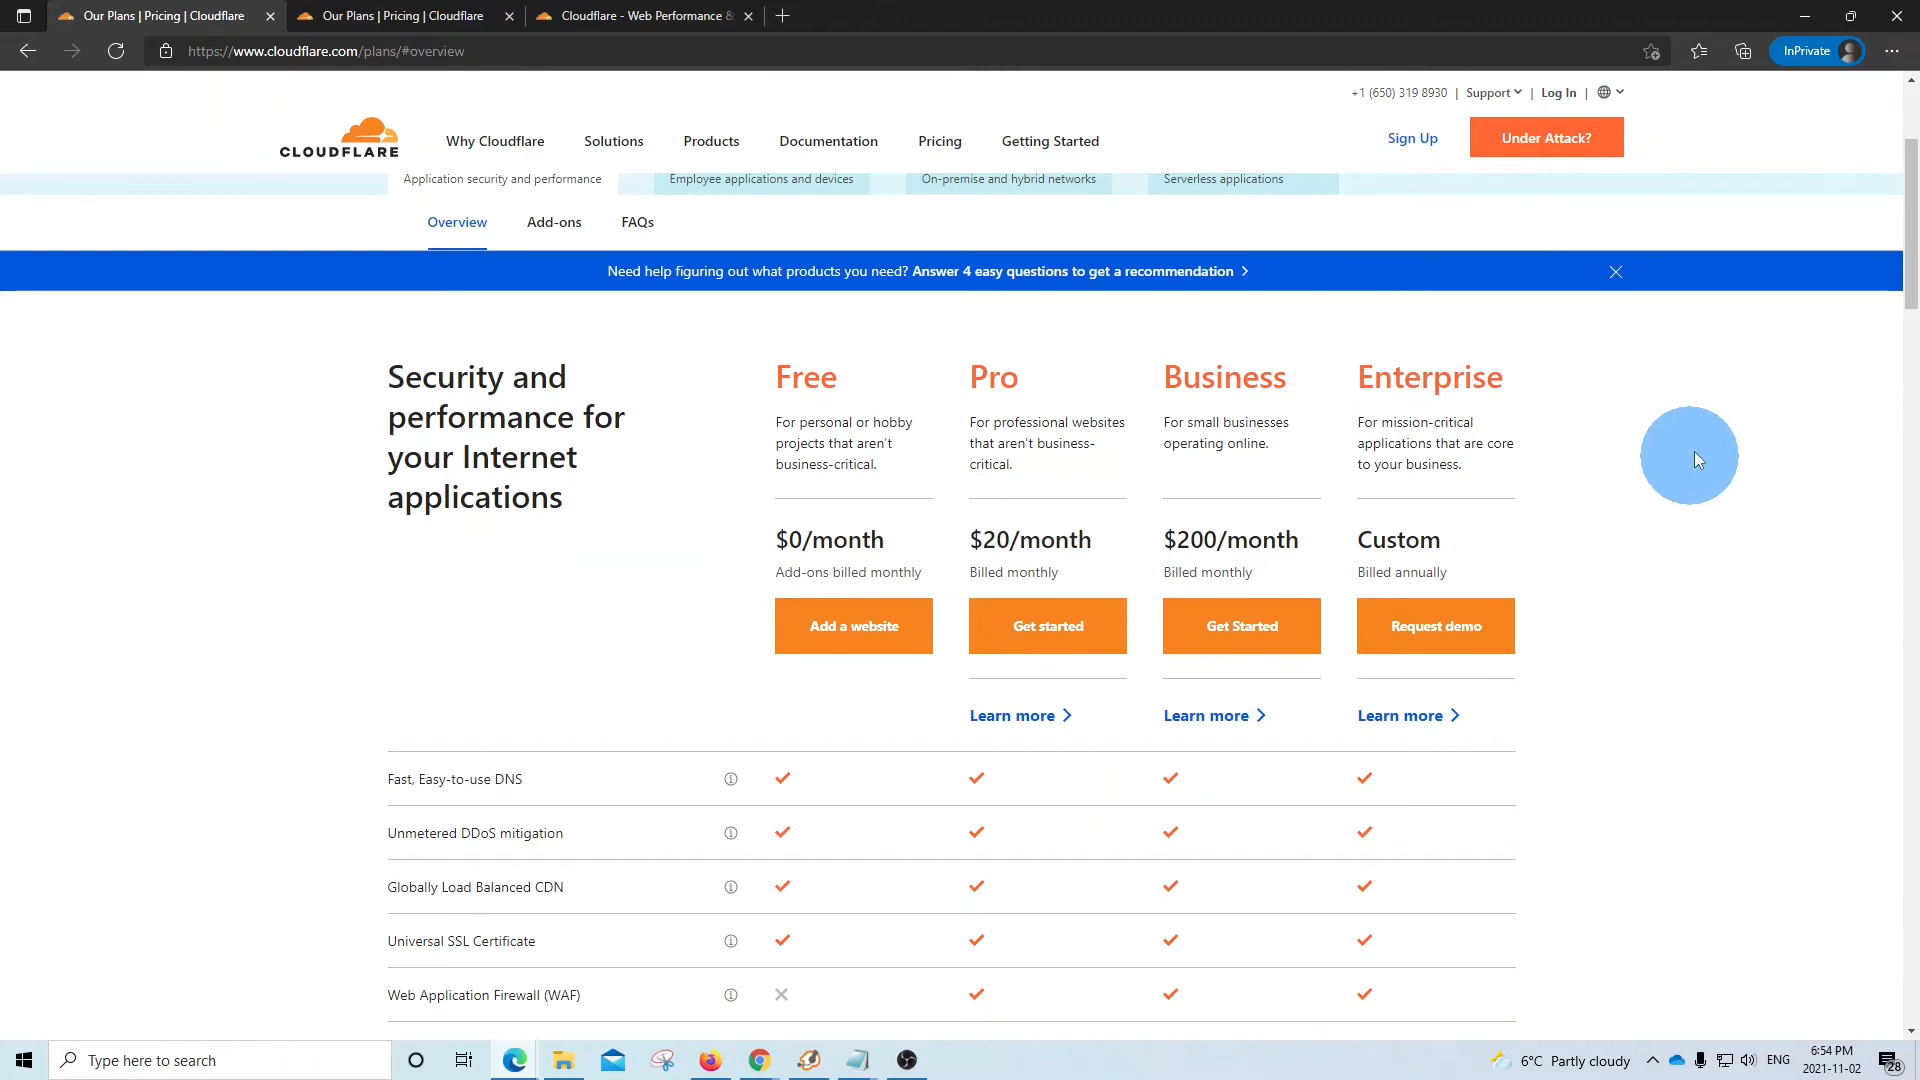 Our Plans | Pricing | Cloudflare
Our Plans | Pricing | Cloudflare
Cloudflare - Web Performance &
https://www.cloudflare.com/plans/#overview
InPrivate
+1 (650) 319 8930 | Support | Log In |
CLOUDFLARE
Why Cloudflare
Solutions
Products
Documentation
Pricing
Getting Started
Sign Up
Under Attack?
Application security and performance
Employee applications and devices
On-premise and hybrid networks
Serverless applications
Overview
Add-ons
FAQs
Need help figuring out what products you need? Answer 4 easy questions to get a recommendation
Security and
performance for
your Internet
applications
Free
For personal or hobby
projects that aren't
business-critical.
$0/month
Add-ons billed monthly
Add a website
Pro
For professional websites
that aren't business-
critical.
$20/month
Billed monthly
Get started
Learn more
Business
For small businesses
operating online.
$200/month
Billed monthly
Get Started
Learn more
Enterprise
For mission-critical
applications that are core
to your business.
Custom
Billed annually
Request demo
Learn more
Fast, Easy-to-use DNS
Unmetered DDoS mitigation
Globally Load Balanced CDN
Universal SSL Certificate
Web Application Firewall (WAF)
Type here to search
6°C Partly cloudy
ENG
6:54 PM
2021-11-02
28